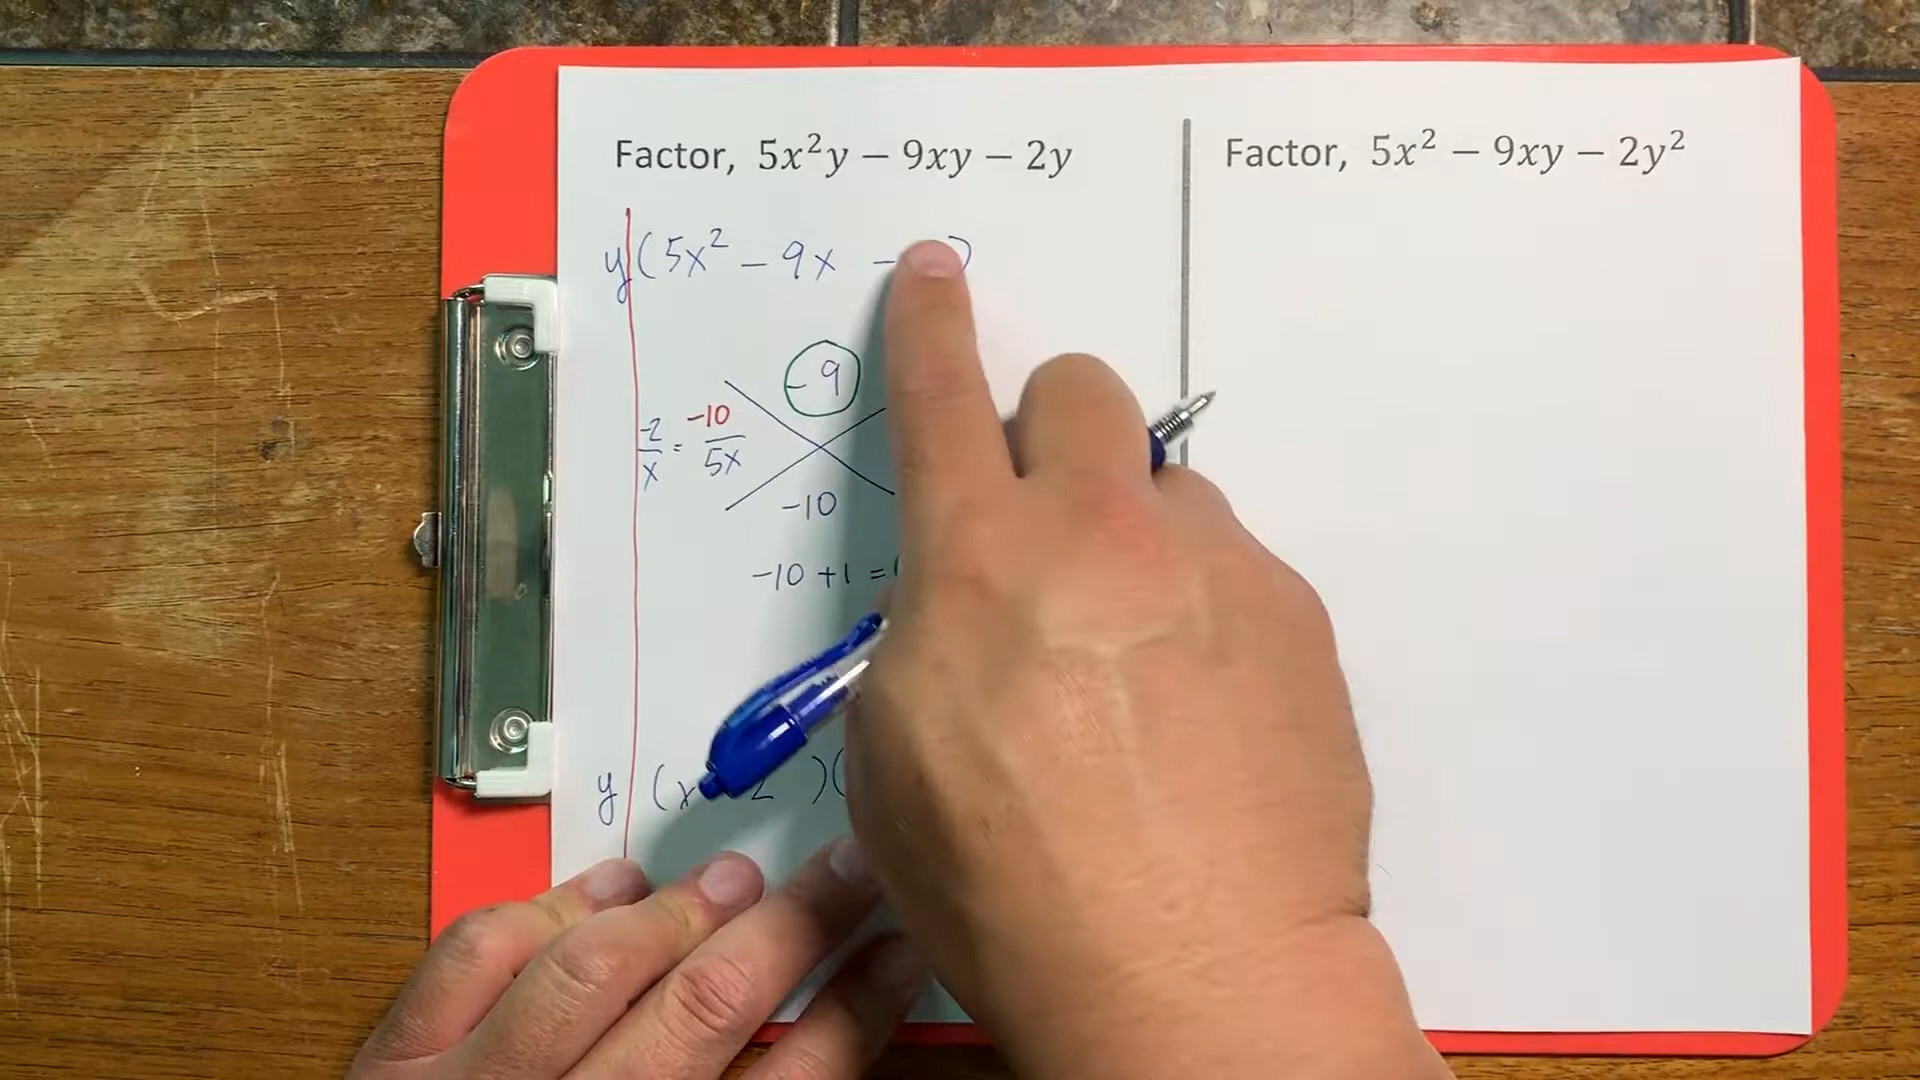 Factor, 5x²y − 9xy − 2y
Factor, 5x² − 9xy − 2y²
y(5x² − 9x − )
-9
-2/x = -10/5x
-10
-10 +1 =
y (x 2 )(